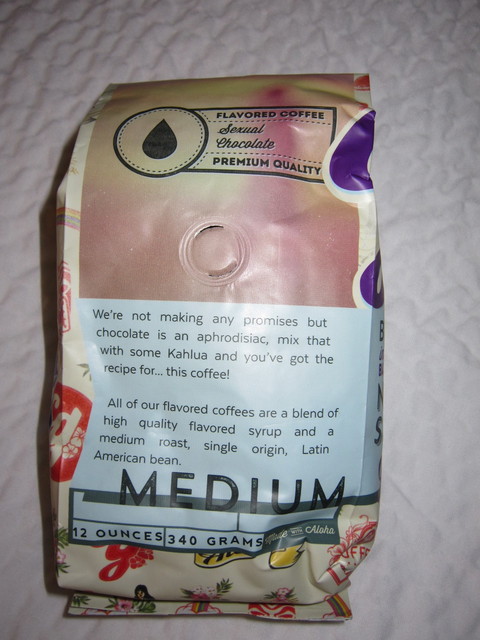 FLAVORED COFFEE
Sexual
Chocolate
PREMIUM QUALITY
We're not making any promises but
chocolate is an aphrodisiac, mix that
with some Kahlua and you've got the
recipe for... this coffee!
All of our flavored coffees are a blend of
high quality flavored syrup and a
medium roast, single origin, Latin
American bean.
MEDIUM
12 OUNCES 340 GRAMS
WITH Aloha